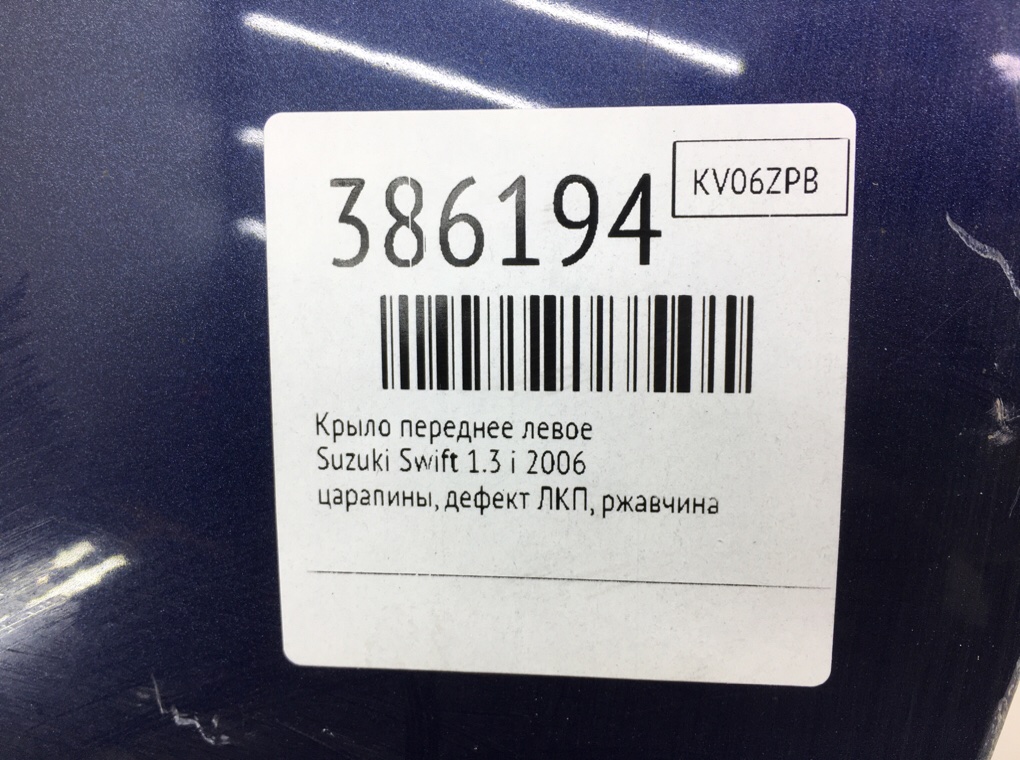 386194
KV06ZPB
Крыло переднее левое
Suzuki Swift 1.3 i 2006
царапины, дефект ЛКП, ржавчина